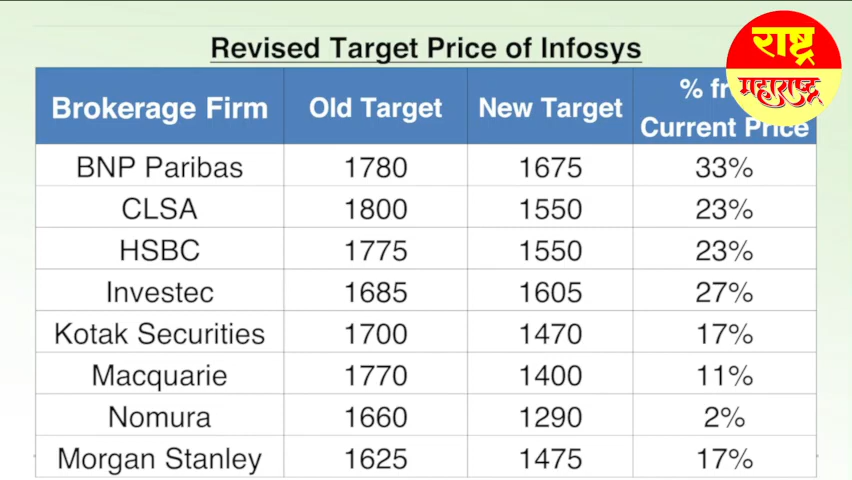 Revised Target Price of Infosys
राष्ट्र
महाराष्ट्र
Brokerage Firm Old Target New Target % Current Price
BNP Paribas 1780 1675 33%
CLSA 1800 1550 23%
HSBC 1775 1550 23%
Investec 1685 1605 27%
Kotak Securities 1700 1470 17%
Macquarie 1770 1400 11%
Nomura 1660 1290 2%
Morgan Stanley 1625 1475 17%